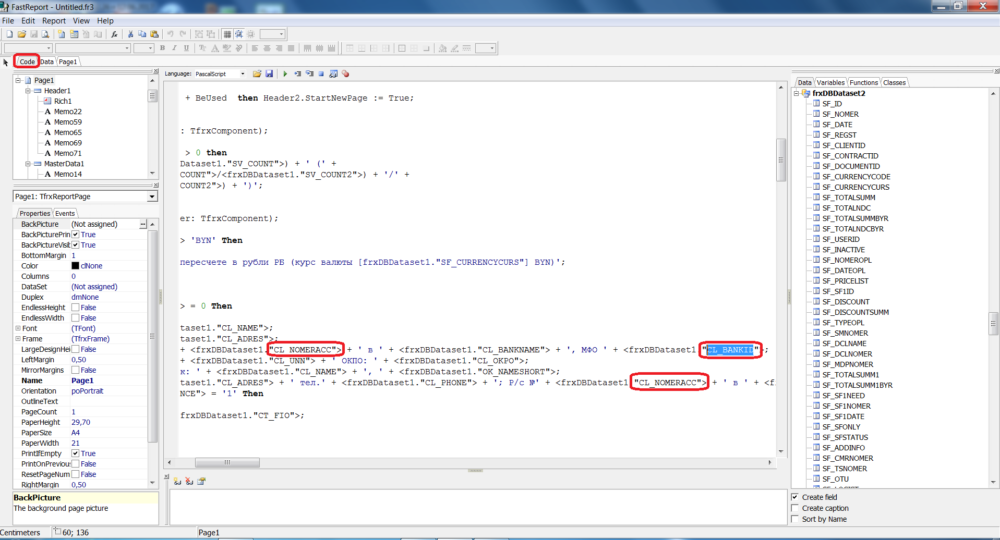 FastReport - Untitled.fr3
File Edit Report View Help
Code Data Page1
Page1
Header1
Rich1
Memo22
Memo59
Memo65
Memo69
Memo71
MasterData1
Memo14
Page1: TfrxReportPage
Properties Events
BackPicture (Not assigned)
BackPicturePrin True
BackPictureVisib True
BottomMargin 1
Color clNone
Columns 0
DataSet (Not assigned)
Duplex dmNone
EndlessHeight False
EndlessWidth False
Font (TFont)
Frame (TfrxFrame)
LargeDesignHei False
LeftMargin 0,50
MirrorMargins False
Name Page1
Orientation poPortrait
OutlineText
PageCount 1
PaperHeight 29,70
PaperSize A4
PaperWidth 21
PrintIfEmpty True
PrintOnPreviou: False
ResetPageNum False
RightMargin 0,50
BackPicture
The background page picture
Language: PascalScript
+ BeUsed then Header2.StartNewPage := True;
: TfrxComponent);
> 0 then
Dataset1."SV_COUNT">) + ' (' +
COUNT">/<frxDBDataset1."SV_COUNT2">) + '/' +
COUNT2">) + ')';
er: TfrxComponent);
> 'BYN' Then
пересчете в рубли РБ (курс валюты [frxDBDataset1."SF_CURRENCYCURS"] BYN)';
> = 0 Then
taset1."CL_NAME">;
taset1."CL_ADRES">;
+ <frxDBDataset1."CL_NOMERACC"> + ' в ' + <frxDBDataset1."CL_BANKNAME"> + ', МФО ' + <frxDBDataset1."CL_BANKID">;
+ <frxDBDataset1."CL_UNN"> + ' ОКПО: ' + <frxDBDataset1."CL_OKPO">;
к: ' + <frxDBDataset1."CL_NAME"> + ', ' + <frxDBDataset1."OK_NAMESHORT">;
taset1."CL_ADRES"> + ' тел.' + <frxDBDataset1."CL_PHONE"> + '; Р/с №' + <frxDBDataset1."CL_NOMERACC"> + ' в ' + <f
NCE"> = '1' Then
frxDBDataset1."CT_FIO">;
Data Variables Functions Classes
frxDBDataset2
SF_ID
SF_NOMER
SF_DATE
SF_REGST
SF_CLIENTID
SF_CONTRACTID
SF_DOCUMENTID
SF_CURRENCYCODE
SF_CURRENCYCURS
SF_TOTALSUMM
SF_TOTALNDC
SF_TOTALSUMMBYR
SF_TOTALNDCBYR
SF_USERID
SF_INACTIVE
SF_NOMEROPL
SF_DATEOPL
SF_PRICELIST
SF_SF1ID
SF_DISCOUNT
SF_DISCOUNTSUMM
SF_TYPEOPL
SF_SMNOMER
SF_DCLNAME
SF_DCLNOMER
SF_MDPNOMER
SF_TOTALSUMM1
SF_TOTALSUMM1BYR
SF_SF1NEED
SF_SF1NOMER
SF_SF1DATE
SF_SFONLY
SF_SFSTATUS
SF_ADDINFO
SF_CMRNOMER
SF_TSNOMER
SF_OTU
Create field
Create caption
Sort by Name
Centimeters 60; 136 Page1